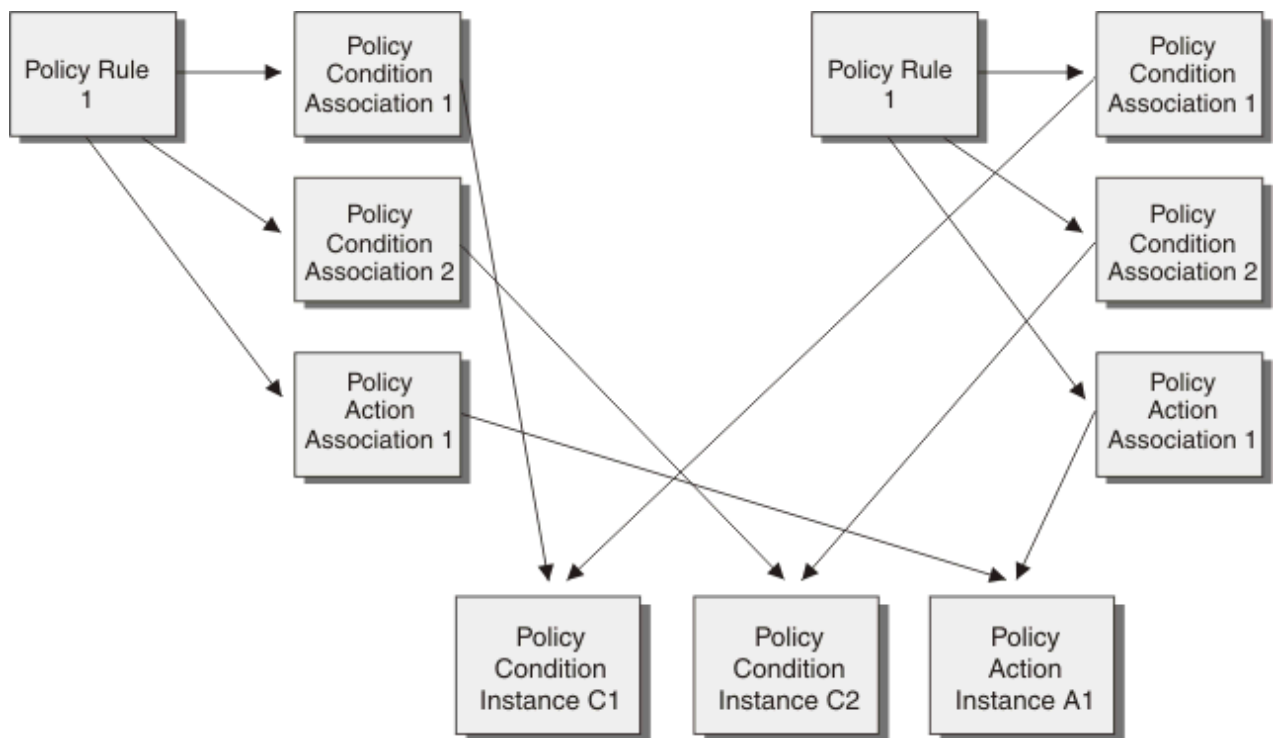 Policy Rule
1
Policy
Condition
Association 1
Policy
Condition
Association 2
Policy
Action
Association 1
Policy Rule
1
Policy
Condition
Association 1
Policy
Condition
Association 2
Policy
Action
Association 1
Policy
Condition
Instance C1
Policy
Condition
Instance C2
Policy
Action
Instance A1